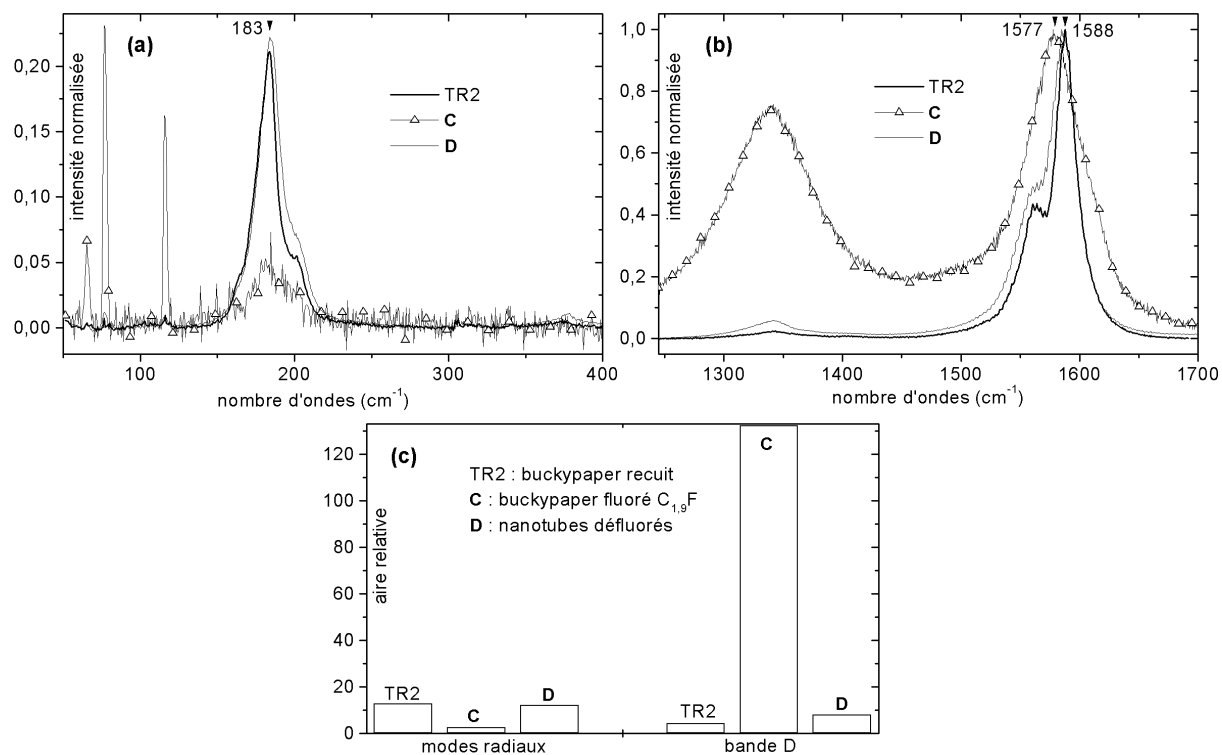 183
(a)
TR2
C
D
intensité normalisée
0,20
0,15
0,10
0,05
0,00
100
200
300
400
nombre d'ondes (cm-1)
1577
1588
(b)
TR2
C
D
intensité normalisée
1,0
0,8
0,6
0,4
0,2
0,0
1300
1400
1500
1600
1700
nombre d'ondes (cm-1)
(c)
TR2 : buckypaper recuit
C : buckypaper fluoré C1,9F
D : nanotubes défluorés
aire relative
120
100
80
60
40
20
0
TR2
C
D
TR2
C
D
modes radiaux
bande D